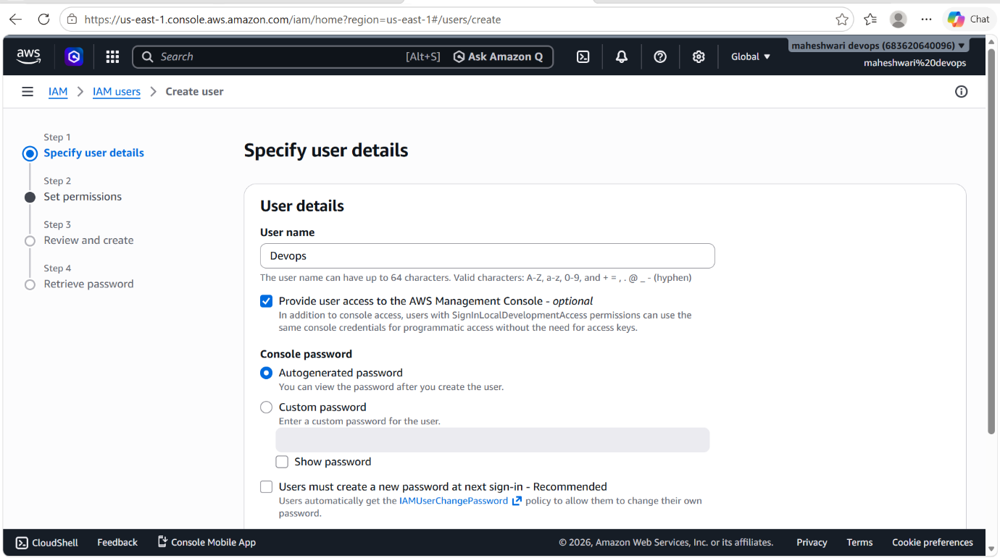 https://us-east-1.console.aws.amazon.com/iam/home?region=us-east-1#/users/create
Chat
aws
Search
[Alt+S]
Ask Amazon Q
Global
maheshwari devops (683620640096)
maheshwari%20devops
IAM
IAM users
Create user
Step 1
Specify user details
Step 2
Set permissions
Step 3
Review and create
Step 4
Retrieve password
Specify user details
User details
User name
Devops
The user name can have up to 64 characters. Valid characters: A-Z, a-z, 0-9, and + = , . @ _ - (hyphen)
Provide user access to the AWS Management Console - optional
In addition to console access, users with SignInLocalDevelopmentAccess permissions can use the
same console credentials for programmatic access without the need for access keys.
Console password
Autogenerated password
You can view the password after you create the user.
Custom password
Enter a custom password for the user.
Show password
Users must create a new password at next sign-in - Recommended
Users automatically get the IAMUserChangePassword policy to allow them to change their own
password.
CloudShell
Feedback
Console Mobile App
© 2026, Amazon Web Services, Inc. or its affiliates.
Privacy
Terms
Cookie preferences